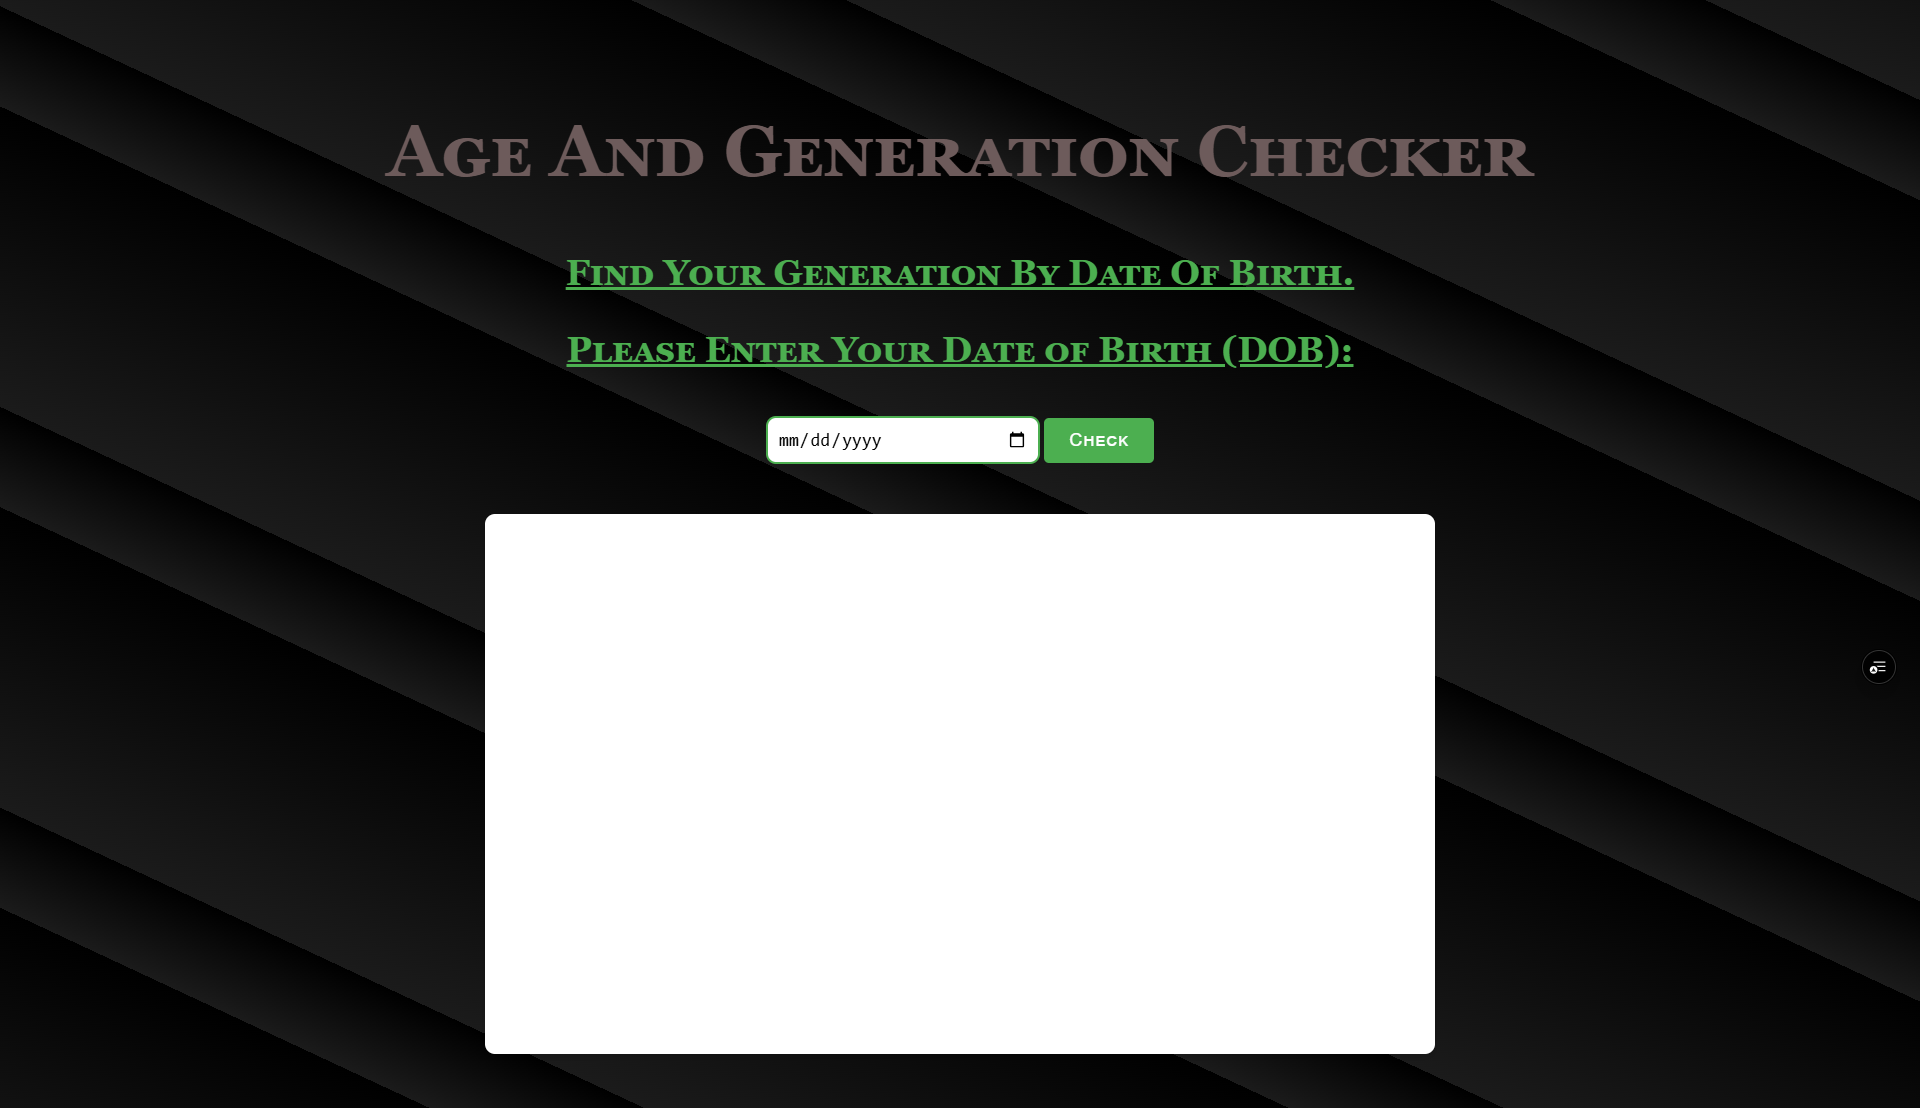 Age And Generation Checker
Find Your Generation By Date Of Birth.
Please Enter Your Date of Birth (DOB):
mm/dd/yyyy
Check